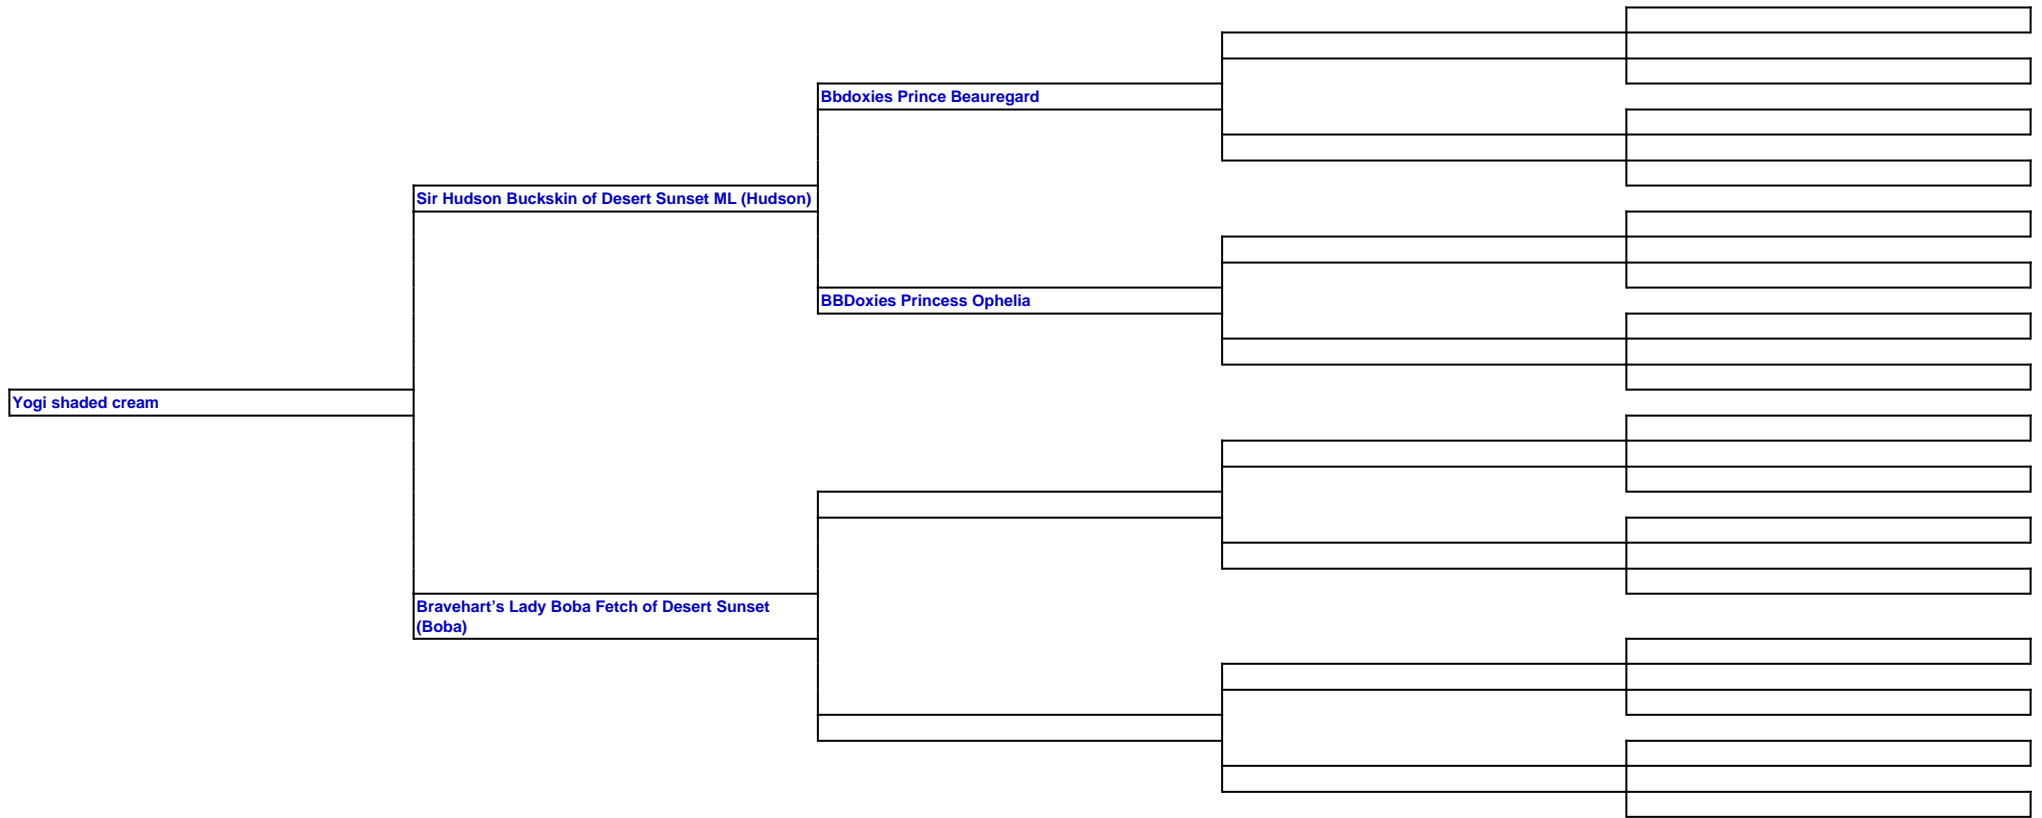 Bbdoxies Prince Beauregard
Sir Hudson Buckskin of Desert Sunset ML (Hudson)
BBDoxies Princess Ophelia
Yogi shaded cream
Bravehart’s Lady Boba Fetch of Desert Sunset
(Boba)